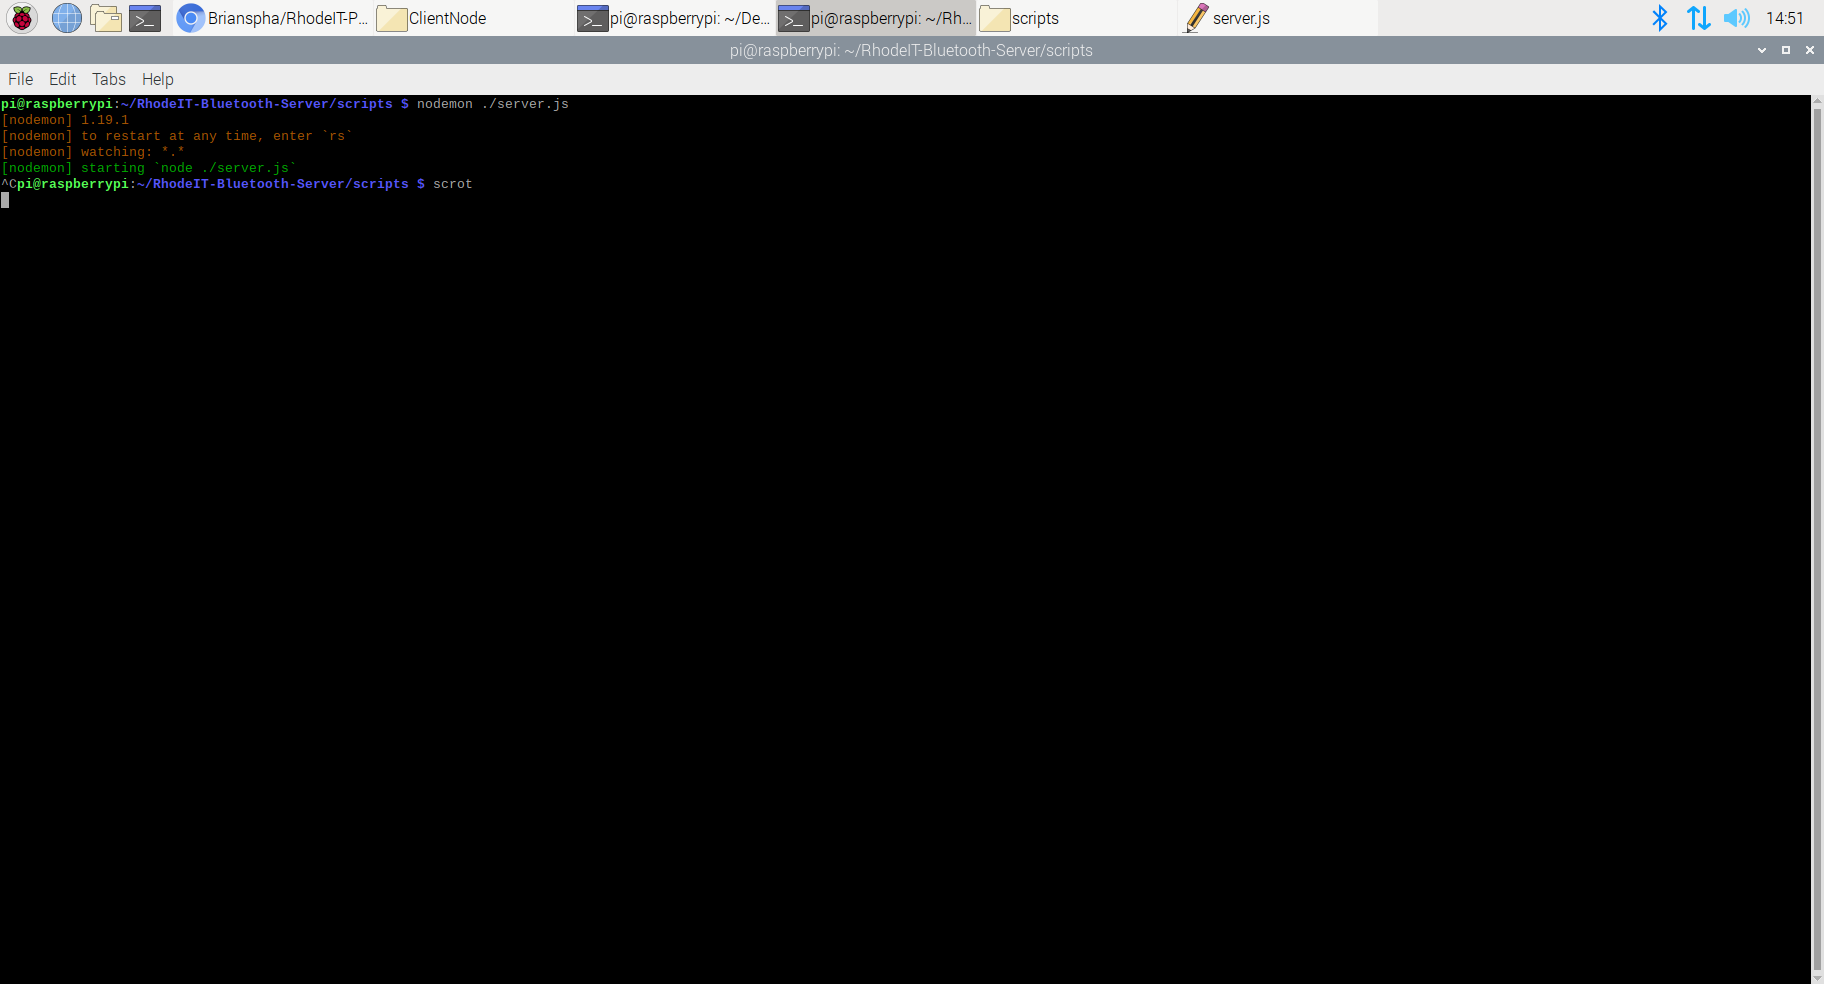 Brianspha/RhodeIT-P... ClientNode pi@raspberrypi: ~/De... pi@raspberrypi: ~/Rh... scripts server.js 14:51
pi@raspberrypi: ~/RhodeIT-Bluetooth-Server/scripts
File Edit Tabs Help
pi@raspberrypi:~/RhodeIT-Bluetooth-Server/scripts $ nodemon ./server.js
[nodemon] 1.19.1
[nodemon] to restart at any time, enter `rs`
[nodemon] watching: *.*
[nodemon] starting `node ./server.js`
^Cpi@raspberrypi:~/RhodeIT-Bluetooth-Server/scripts $ scrot